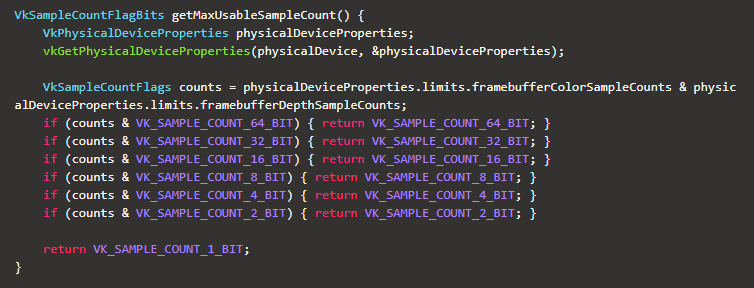 VkSampleCountFlagBits getMaxUsableSampleCount() {
    VkPhysicalDeviceProperties physicalDeviceProperties;
    vkGetPhysicalDeviceProperties(physicalDevice, &physicalDeviceProperties);

    VkSampleCountFlags counts = physicalDeviceProperties.limits.framebufferColorSampleCounts & physic
alDeviceProperties.limits.framebufferDepthSampleCounts;
    if (counts & VK_SAMPLE_COUNT_64_BIT) { return VK_SAMPLE_COUNT_64_BIT; }
    if (counts & VK_SAMPLE_COUNT_32_BIT) { return VK_SAMPLE_COUNT_32_BIT; }
    if (counts & VK_SAMPLE_COUNT_16_BIT) { return VK_SAMPLE_COUNT_16_BIT; }
    if (counts & VK_SAMPLE_COUNT_8_BIT) { return VK_SAMPLE_COUNT_8_BIT; }
    if (counts & VK_SAMPLE_COUNT_4_BIT) { return VK_SAMPLE_COUNT_4_BIT; }
    if (counts & VK_SAMPLE_COUNT_2_BIT) { return VK_SAMPLE_COUNT_2_BIT; }

    return VK_SAMPLE_COUNT_1_BIT;
}